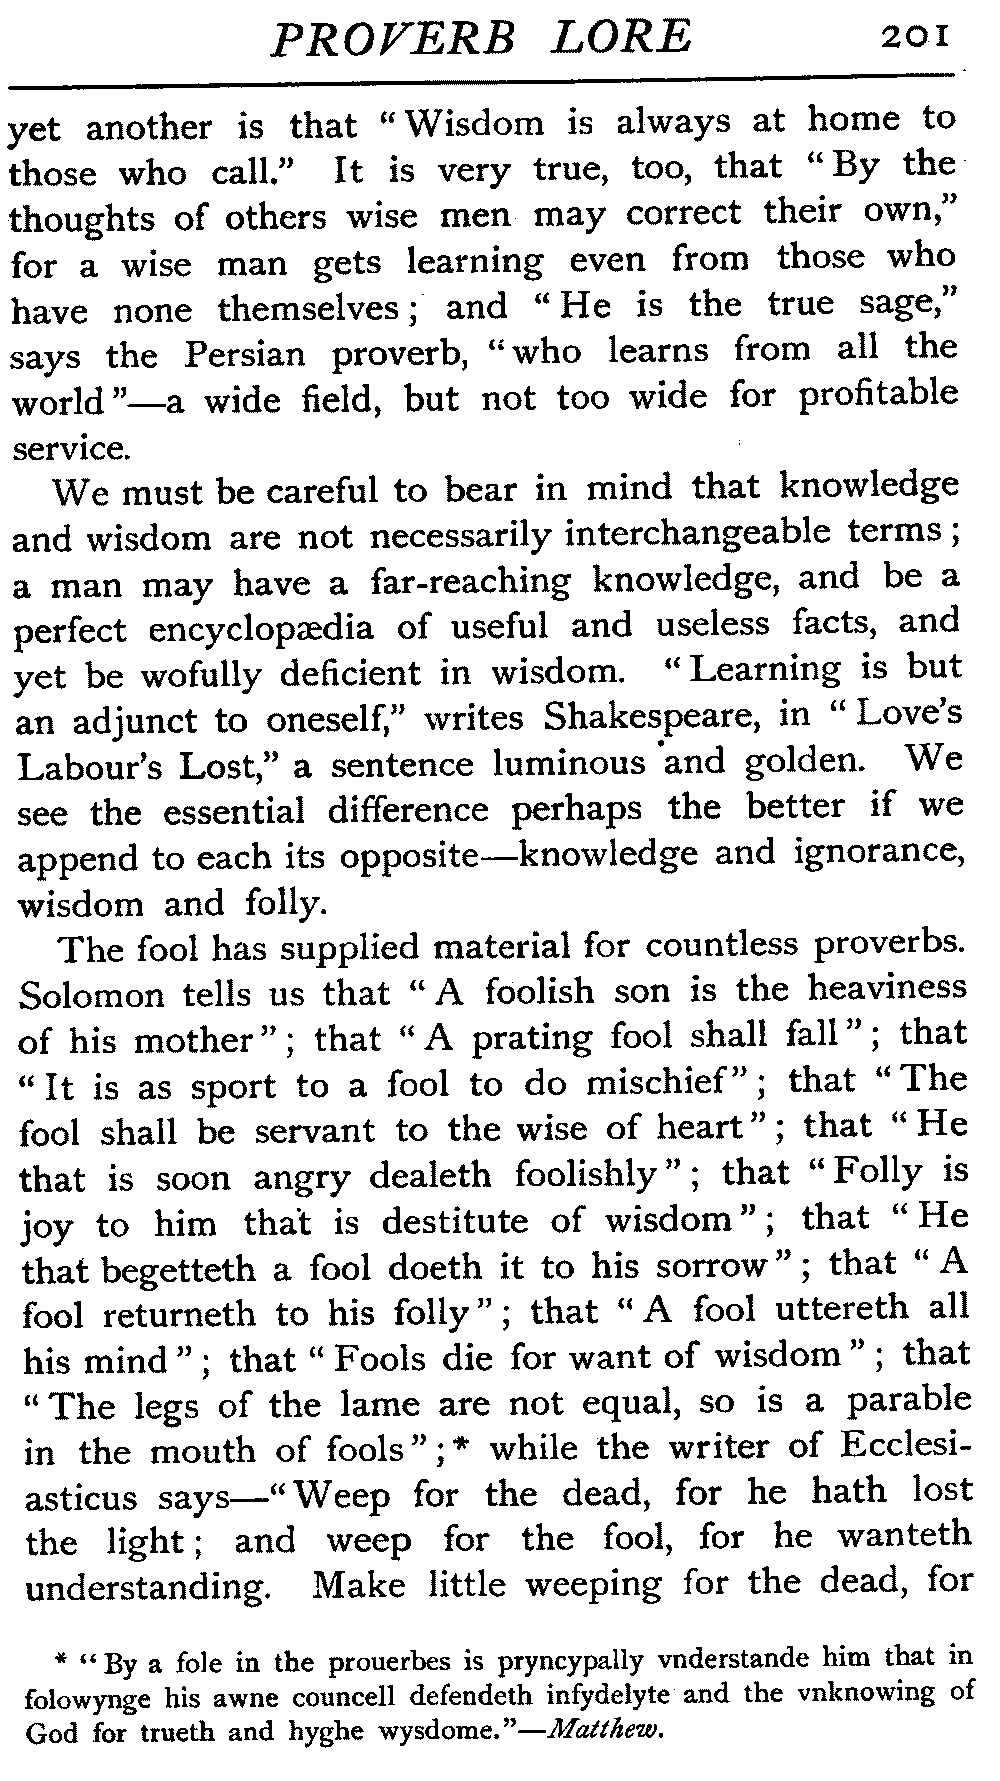 PROVERB LORE 201
yet another is that “Wisdom is always at home to
those who call.” It is very true, too, that “By the
thoughts of others wise men may correct their own,”
for a wise man gets learning even from those who
have none themselves; and “He is the true sage,”
says the Persian proverb, “who learns from all the
world”—a wide field, but not too wide for profitable
service.
We must be careful to bear in mind that knowledge
and wisdom are not necessarily interchangeable terms;
a man may have a far-reaching knowledge, and be a
perfect encyclopædia of useful and useless facts, and
yet be wofully deficient in wisdom. “Learning is but
an adjunct to oneself,” writes Shakespeare, in “Love’s
Labour’s Lost,” a sentence luminous and golden. We
see the essential difference perhaps the better if we
append to each its opposite—knowledge and ignorance,
wisdom and folly.
The fool has supplied material for countless proverbs.
Solomon tells us that “A foolish son is the heaviness
of his mother”; that “A prating fool shall fall”; that
“It is as sport to a fool to do mischief”; that “The
fool shall be servant to the wise of heart”; that “He
that is soon angry dealeth foolishly”; that “Folly is
joy to him that is destitute of wisdom”; that “He
that begetteth a fool doeth it to his sorrow”; that “A
fool returneth to his folly”; that “A fool uttereth all
his mind”; that “Fools die for want of wisdom”; that
“The legs of the lame are not equal, so is a parable
in the mouth of fools”;* while the writer of Ecclesi-
asticus says—“Weep for the dead, for he hath lost
the light; and weep for the fool, for he wanteth
understanding. Make little weeping for the dead, for
* “By a fole in the prouerbes is pryncypally vnderstande him that in
folowynge his awne councell defendeth infydelyte and the vnknowing of
God for trueth and hyghe wysdome.”—Matthew.